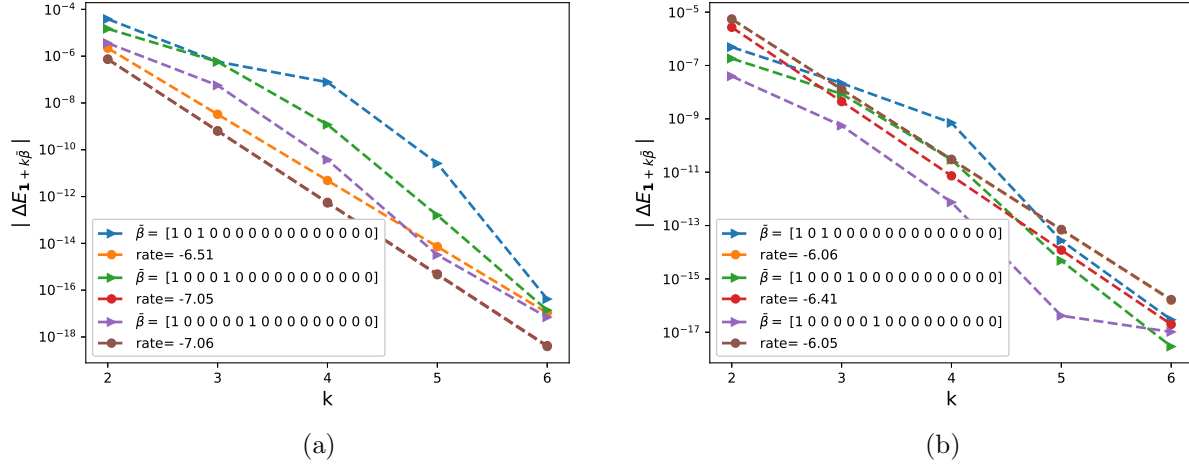 10⁻⁴
10⁻⁶
10⁻⁸
10⁻¹⁰
10⁻¹²
10⁻¹⁴
10⁻¹⁶
10⁻¹⁸
| ΔE_{𝟏 + kβ̄} |
β̄ = [1 0 1 0 0 0 0 0 0 0 0 0 0 0 0 0 0]
rate= -6.51
β̄ = [1 0 0 0 1 0 0 0 0 0 0 0 0 0 0 0 0]
rate= -7.05
β̄ = [1 0 0 0 0 0 1 0 0 0 0 0 0 0 0 0 0]
rate= -7.06
2 3 4 5 6
k
(a)
10⁻⁵
10⁻⁷
10⁻⁹
10⁻¹¹
10⁻¹³
10⁻¹⁵
10⁻¹⁷
| ΔE_{𝟏 + kβ̄} |
β̄ = [1 0 1 0 0 0 0 0 0 0 0 0 0 0 0 0 0]
rate= -6.06
β̄ = [1 0 0 0 1 0 0 0 0 0 0 0 0 0 0 0 0]
rate= -6.41
β̄ = [1 0 0 0 0 0 1 0 0 0 0 0 0 0 0 0 0]
rate= -6.05
2 3 4 5 6
k
(b)